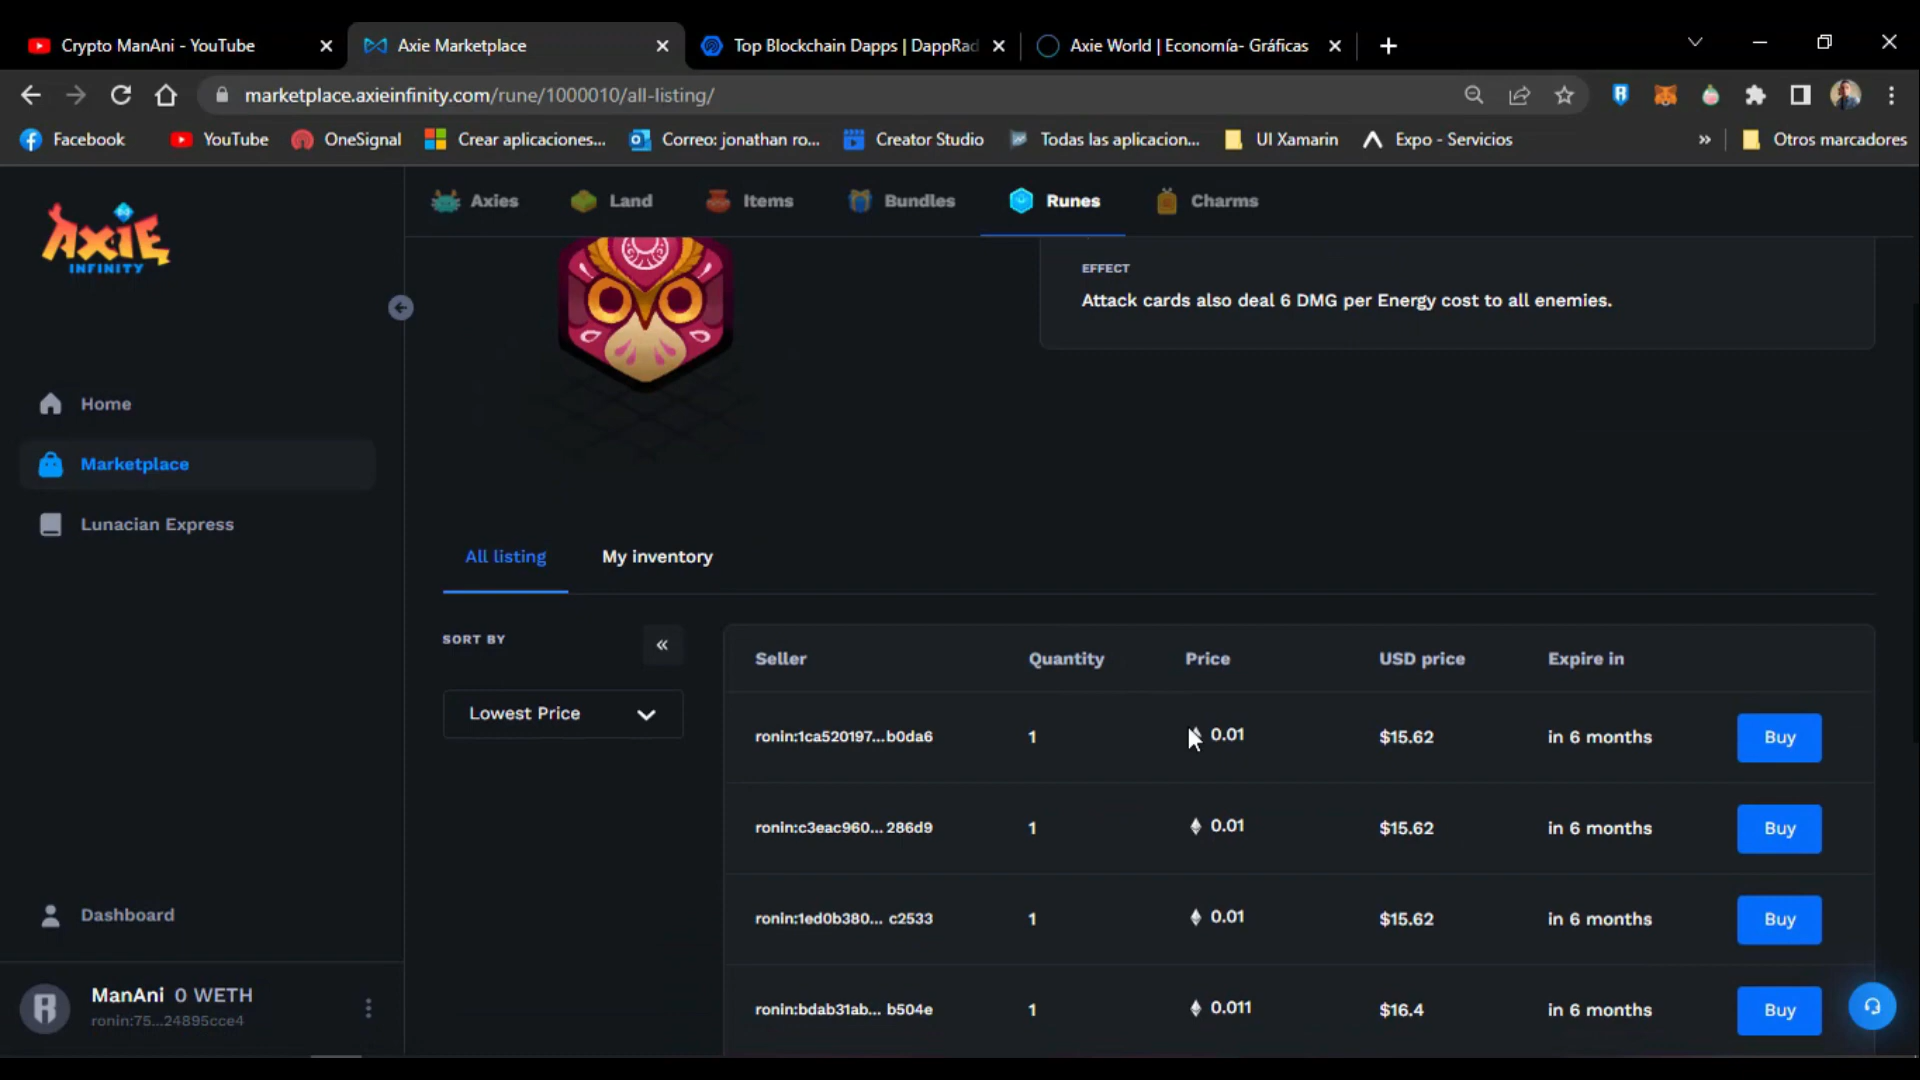 Crypto ManAni - YouTube
Axie Marketplace
Top Blockchain Dapps | DappRad
Axie World | Economía- Gráficas
marketplace.axieinfinity.com/rune/1000010/all-listing/
Facebook
YouTube
OneSignal
Crear aplicaciones...
Correo: jonathan ro...
Creator Studio
Todas las aplicacion...
UI Xamarin
Expo - Servicios
»
Otros marcadores
AXIE
INFINITY
Axies
Land
Items
Bundles
Runes
Charms
EFFECT
Attack cards also deal 6 DMG per Energy cost to all enemies.
Home
Marketplace
Lunacian Express
All listing
My inventory
SORT BY
«
Lowest Price
Seller Quantity Price USD price Expire in
ronin:1ca520197...b0da6 1 0.01 $15.62 in 6 months Buy
ronin:c3eac960... 286d9 1 0.01 $15.62 in 6 months Buy
ronin:1ed0b380... c2533 1 0.01 $15.62 in 6 months Buy
ronin:bdab31ab... b504e 1 0.011 $16.4 in 6 months Buy
Dashboard
ManAni 0 WETH
ronin:75...24895cce4